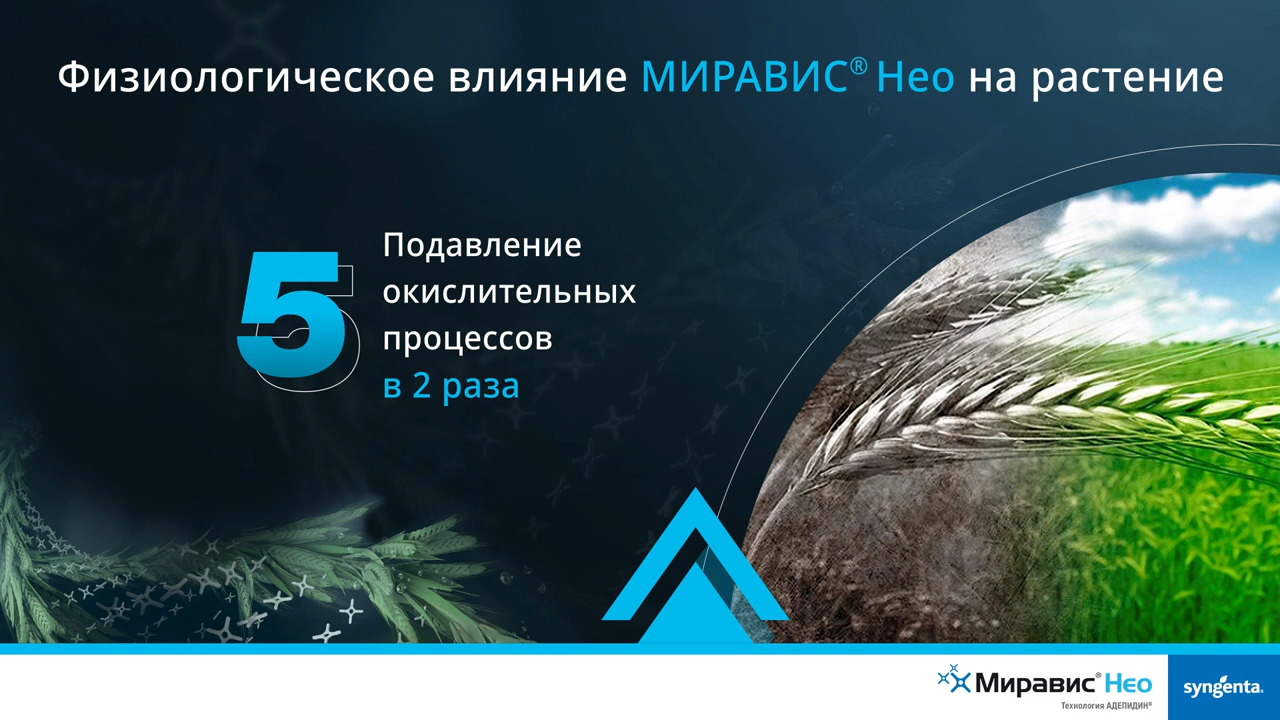 Физиологическое влияние МИРАВИС® Нео на растение
5
Подавление
окислительных
процессов
в 2 раза
Миравис® Нео
Технология АДЕПИДИН®
syngenta.